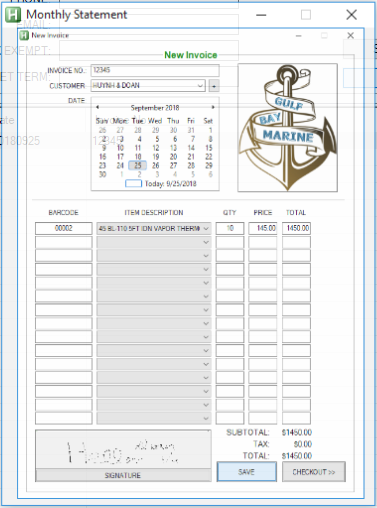 Monthly Statement
PHONE
EMAIL
New Invoice
EXEMPT:
New Invoice
INVOICE NO. 12345
ET TERM
CUSTOMER HUYNH & DOAN
DATE
September 2018
Sun Mon Tue Wed Thu Fri Sat
26 27 28 29 30 31 1
2 3 4 5 6 7 8
9 10 11 12 13 14 15
16 17 18 19 20 21 22
23 24 25 26 27 28 29
30 1 2 3 4 5 6
Today: 9/25/2018
ate
180925
GULF
BAY
MARINE
BARCODE ITEM DESCRIPTION QTY PRICE TOTAL
00002 4S BL-110 5FT ION VAPOR THERM 10 145.00 1450.00
SUBTOTAL: $1450.00
TAX: $0.00
TOTAL: $1450.00
SIGNATURE
SAVE CHECKOUT >>